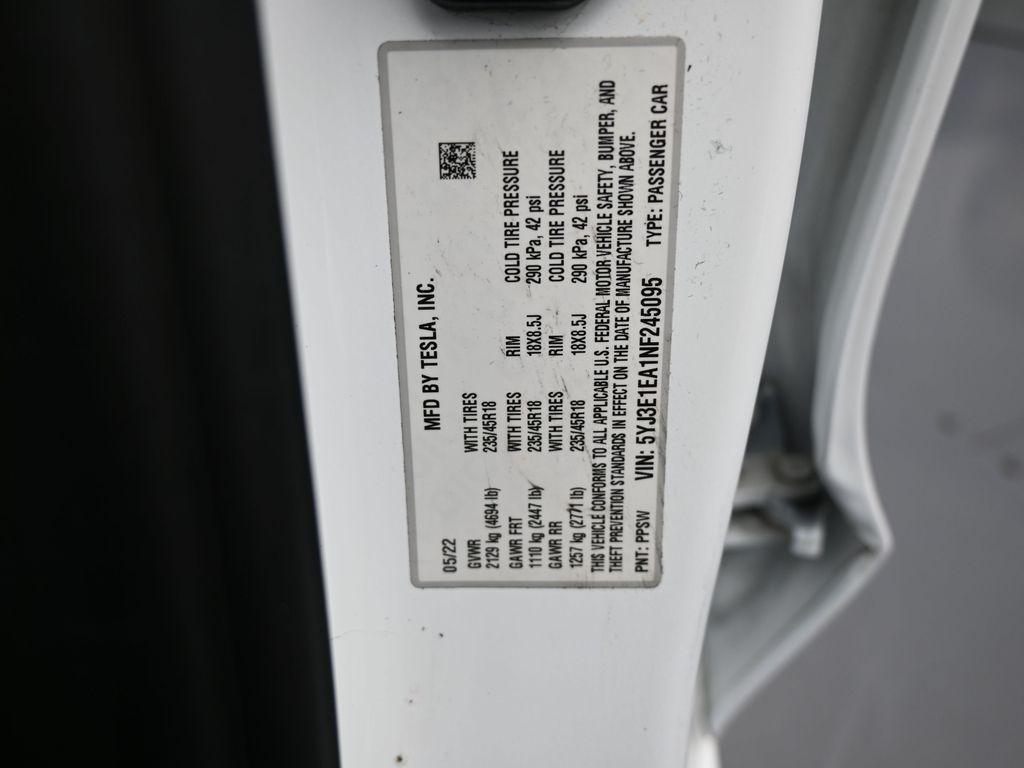 MFD BY TESLA, INC.
05/22
GVWR WITH TIRES
2129 kg (4694 lb) 235/45R18
GAWR FRT WITH TIRES RIM COLD TIRE PRESSURE
1110 kg (2447 lb) 235/45R18 18X8.5J 290 kPa, 42 psi
GAWR RR WITH TIRES RIM COLD TIRE PRESSURE
1257 kg (2771 lb) 235/45R18 18X8.5J 290 kPa, 42 psi
THIS VEHICLE CONFORMS TO ALL APPLICABLE U.S. FEDERAL MOTOR VEHICLE SAFETY, BUMPER, AND
THEFT PREVENTION STANDARDS IN EFFECT ON THE DATE OF MANUFACTURE SHOWN ABOVE.
PNT: PPSW VIN: 5YJ3E1EA1NF245095 TYPE: PASSENGER CAR